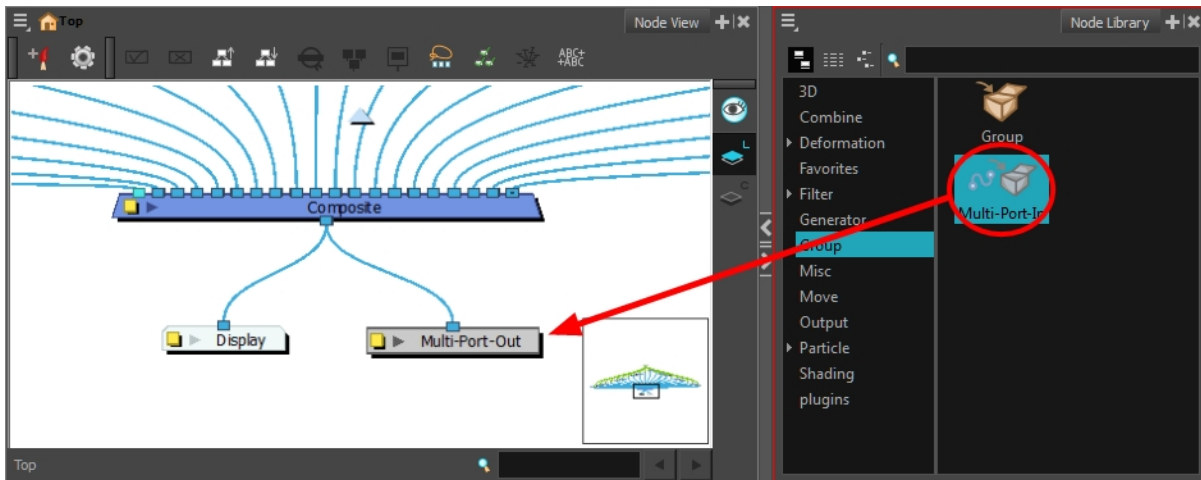 Top
Node View
ABC+
+ABC
L
C
Composite
Display
Multi-Port-Out
Top
Node Library
3D
Combine
Deformation
Favorites
Filter
Generator
Group
Misc
Move
Output
Particle
Shading
plugins
Group
Multi-Port-In